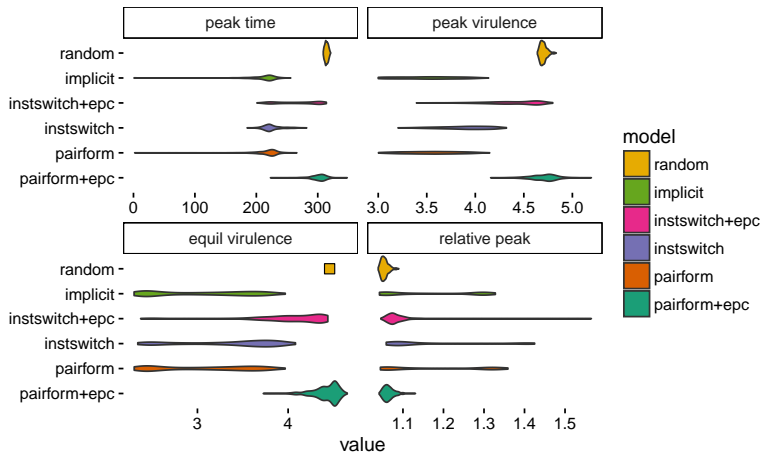 peak time
peak virulence
random
implicit
instswitch+epc
instswitch
pairform
pairform+epc
0 100 200 300
3.0 3.5 4.0 4.5 5.0
equil virulence
relative peak
random
implicit
instswitch+epc
instswitch
pairform
pairform+epc
3 4
1.1 1.2 1.3 1.4 1.5
value
model
random
implicit
instswitch+epc
instswitch
pairform
pairform+epc